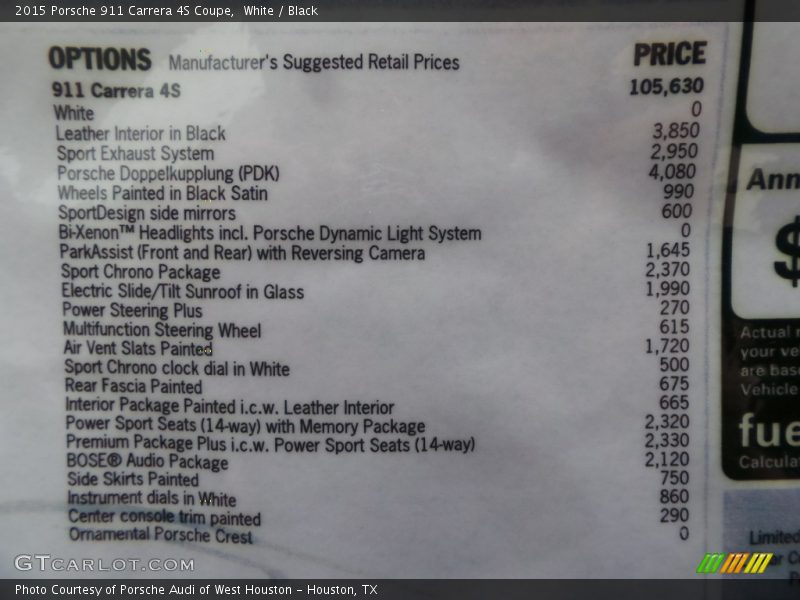 2015 Porsche 911 Carrera 4S Coupe, White / Black
OPTIONS Manufacturer's Suggested Retail Prices PRICE
911 Carrera 4S 105,630
White 0
Leather Interior in Black 3,850
Sport Exhaust System 2,950
Porsche Doppelkupplung (PDK) 4,080
Wheels Painted in Black Satin 990
SportDesign side mirrors 600
Bi-Xenon™ Headlights incl. Porsche Dynamic Light System 0
ParkAssist (Front and Rear) with Reversing Camera 1,645
Sport Chrono Package 2,370
Electric Slide/Tilt Sunroof in Glass 1,990
Power Steering Plus 270
Multifunction Steering Wheel 615
Air Vent Slats Painted 1,720
Sport Chrono clock dial in White 500
Rear Fascia Painted 675
Interior Package Painted i.c.w. Leather Interior 665
Power Sport Seats (14-way) with Memory Package 2,320
Premium Package Plus i.c.w. Power Sport Seats (14-way) 2,330
BOSE® Audio Package 2,120
Side Skirts Painted 750
Instrument dials in White 860
Center console trim painted 290
Ornamental Porsche Crest 0
Ann
$
Actual
your ve
are bas
Vehicle
fue
Calcula
Limited
ar Co
GTCARLOT.COM
Photo Courtesy of Porsche Audi of West Houston - Houston, TX